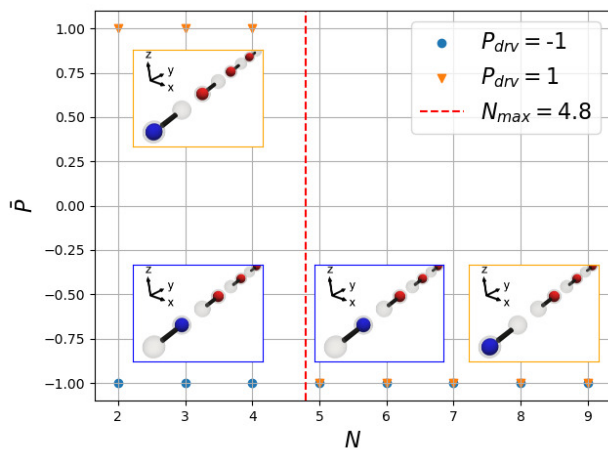 P_drv = -1
P_drv = 1
N_max = 4.8
1.00
0.75
0.50
0.25
0.00
-0.25
-0.50
-0.75
-1.00
P̄
z
y
x
z
y
x
z
y
x
z
y
x
2 3 4 5 6 7 8 9
N